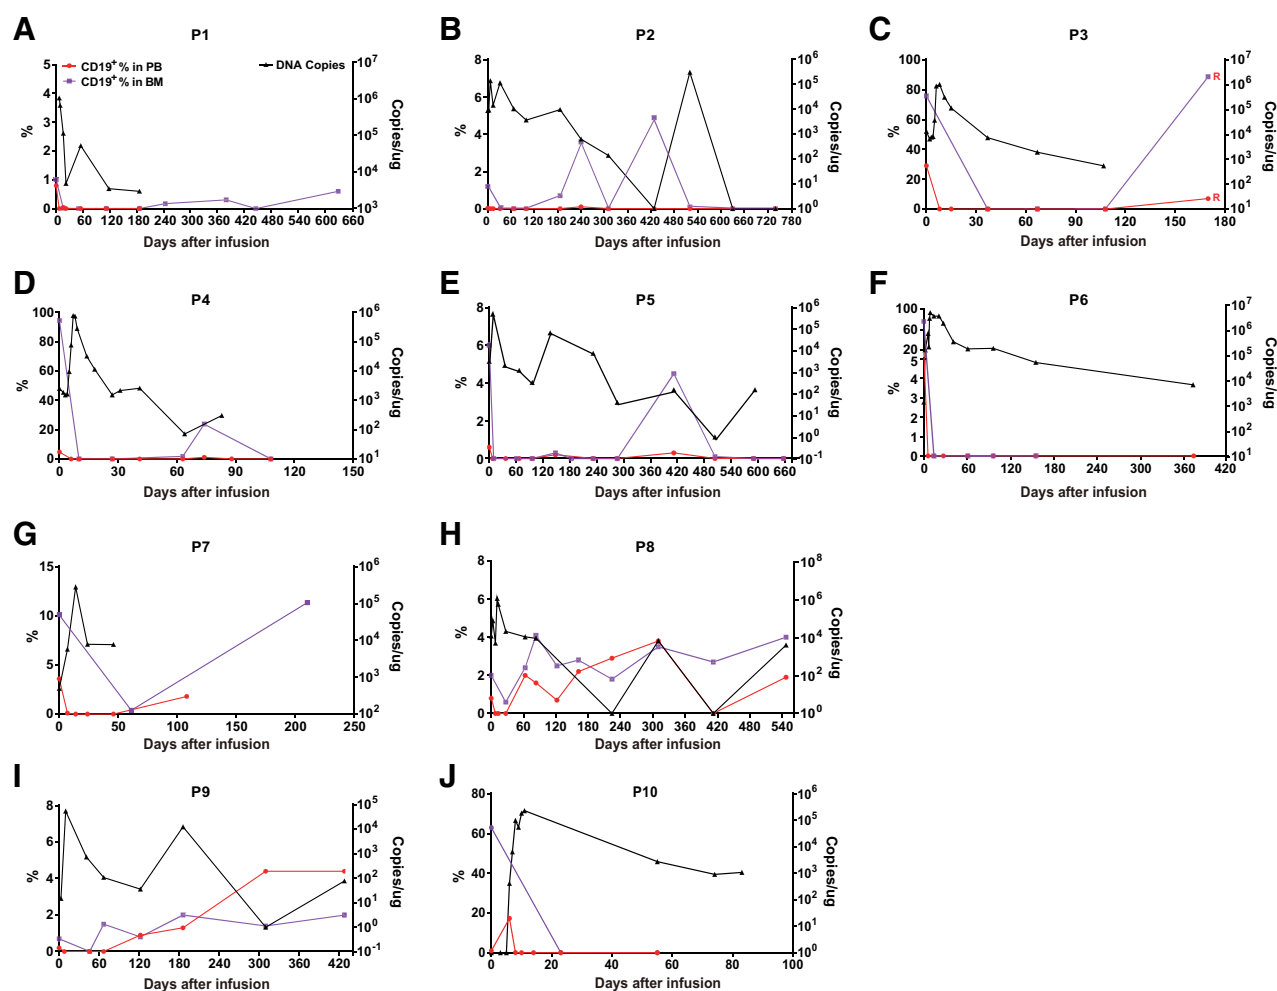 A
P1
CD19+% in PB
CD19+% in BM
DNA Copies
%
5
4
3
2
1
0
10^7
10^6
10^5
10^4
10^3
Copies/ug
0 60 120 180 240 300 360 420 480 540 600 660
Days after infusion
B
P2
%
8
6
4
2
0
10^6
10^5
10^4
10^3
10^2
10^1
10^0
Copies/ug
0 60 120 180 240 300 360 420 480 540 600 660 720 780
Days after infusion
C
P3
%
100
80
60
40
20
0
R
R
10^7
10^6
10^5
10^4
10^3
10^2
10^1
Copies/ug
0 30 60 90 120 150 180
Days after infusion
D
P4
%
100
80
60
40
20
0
10^6
10^5
10^4
10^3
10^2
10^1
Copies/ug
0 30 60 90 120 150
Days after infusion
E
P5
%
8
6
4
2
0
10^6
10^5
10^4
10^3
10^2
10^1
10^0
10^-1
Copies/ug
0 60 120 180 240 300 360 420 480 540 600 660
Days after infusion
F
P6
%
100
60
20
5
4
3
2
1
0
10^7
10^6
10^5
10^4
10^3
10^2
10^1
Copies/ug
0 60 120 180 240 300 360 420
Days after infusion
G
P7
%
15
10
5
0
10^6
10^5
10^4
10^3
10^2
Copies/ug
0 50 100 150 200 250
Days after infusion
H
P8
%
8
6
4
2
0
10^8
10^6
10^4
10^2
10^0
Copies/ug
0 60 120 180 240 300 360 420 480 540
Days after infusion
I
P9
%
8
6
4
2
0
10^5
10^4
10^3
10^2
10^1
10^0
10^-1
Copies/ug
0 60 120 180 240 300 360 420
Days after infusion
J
P10
%
80
60
40
20
0
10^6
10^5
10^4
10^3
10^2
10^1
10^0
Copies/ug
0 20 40 60 80 100
Days after infusion